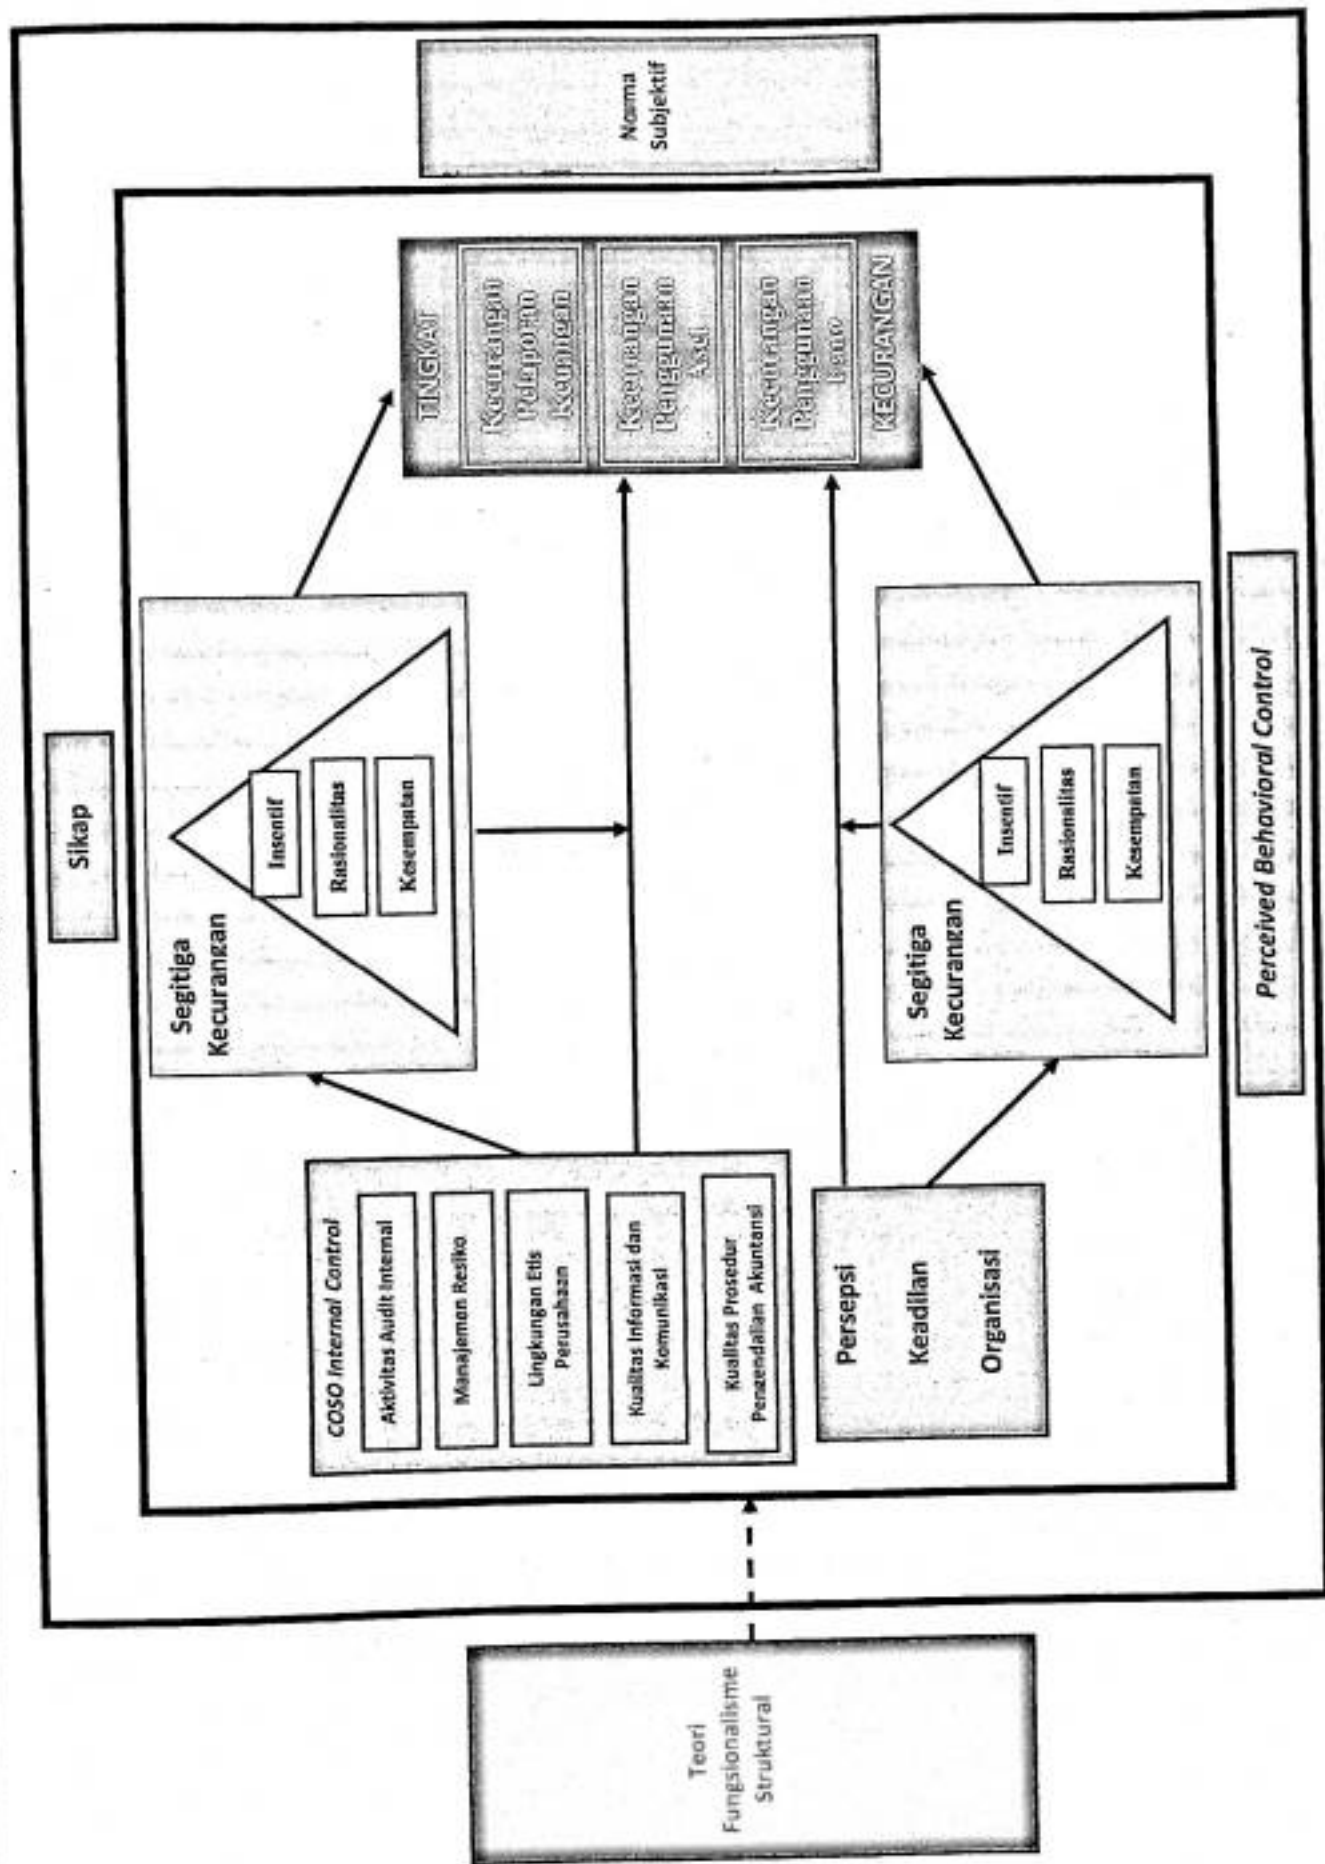 Sikap
Segitiga
Kecurangan
Insentif
Rasionalitas
Kesempatan
COSO Internal Control
Aktivitas Audit Internal
Manajemen Resiko
Lingkungan Etis
Perusahaan
Kualitas Informasi dan
Komunikasi
Kualitas Prosedur
Pengendalian Akuntansi
Teori
Fungsionalisme
Struktural
TINGKAT
Kecurangan
Pelaporan
Keuangan
Kecurangan
Penggunaan
Kecurangan
Penggunaan
KECURANGAN
Norma
Subjektif
Persepsi
Keadilan
Organisasi
Segitiga
Kecurangan
Insentif
Rasionalitas
Kesempatan
Perceived Behavioral Control